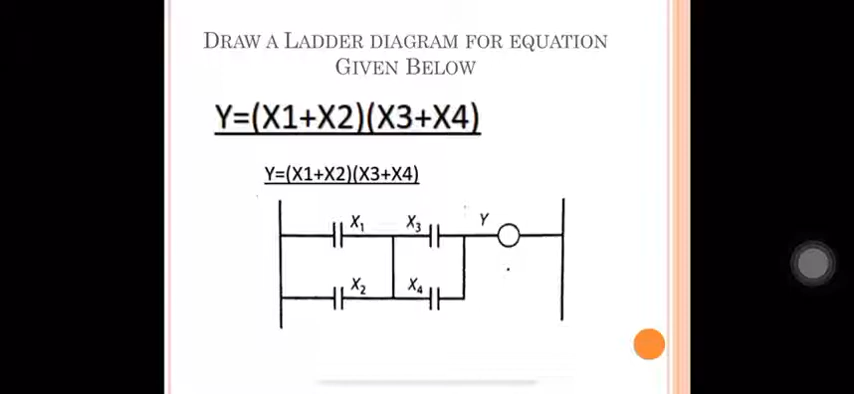 DRAW A LADDER DIAGRAM FOR EQUATION
GIVEN BELOW
Y=(X1+X2)(X3+X4)
Y=(X1+X2)(X3+X4)
X₁ X₃ Y
X₂ X₄